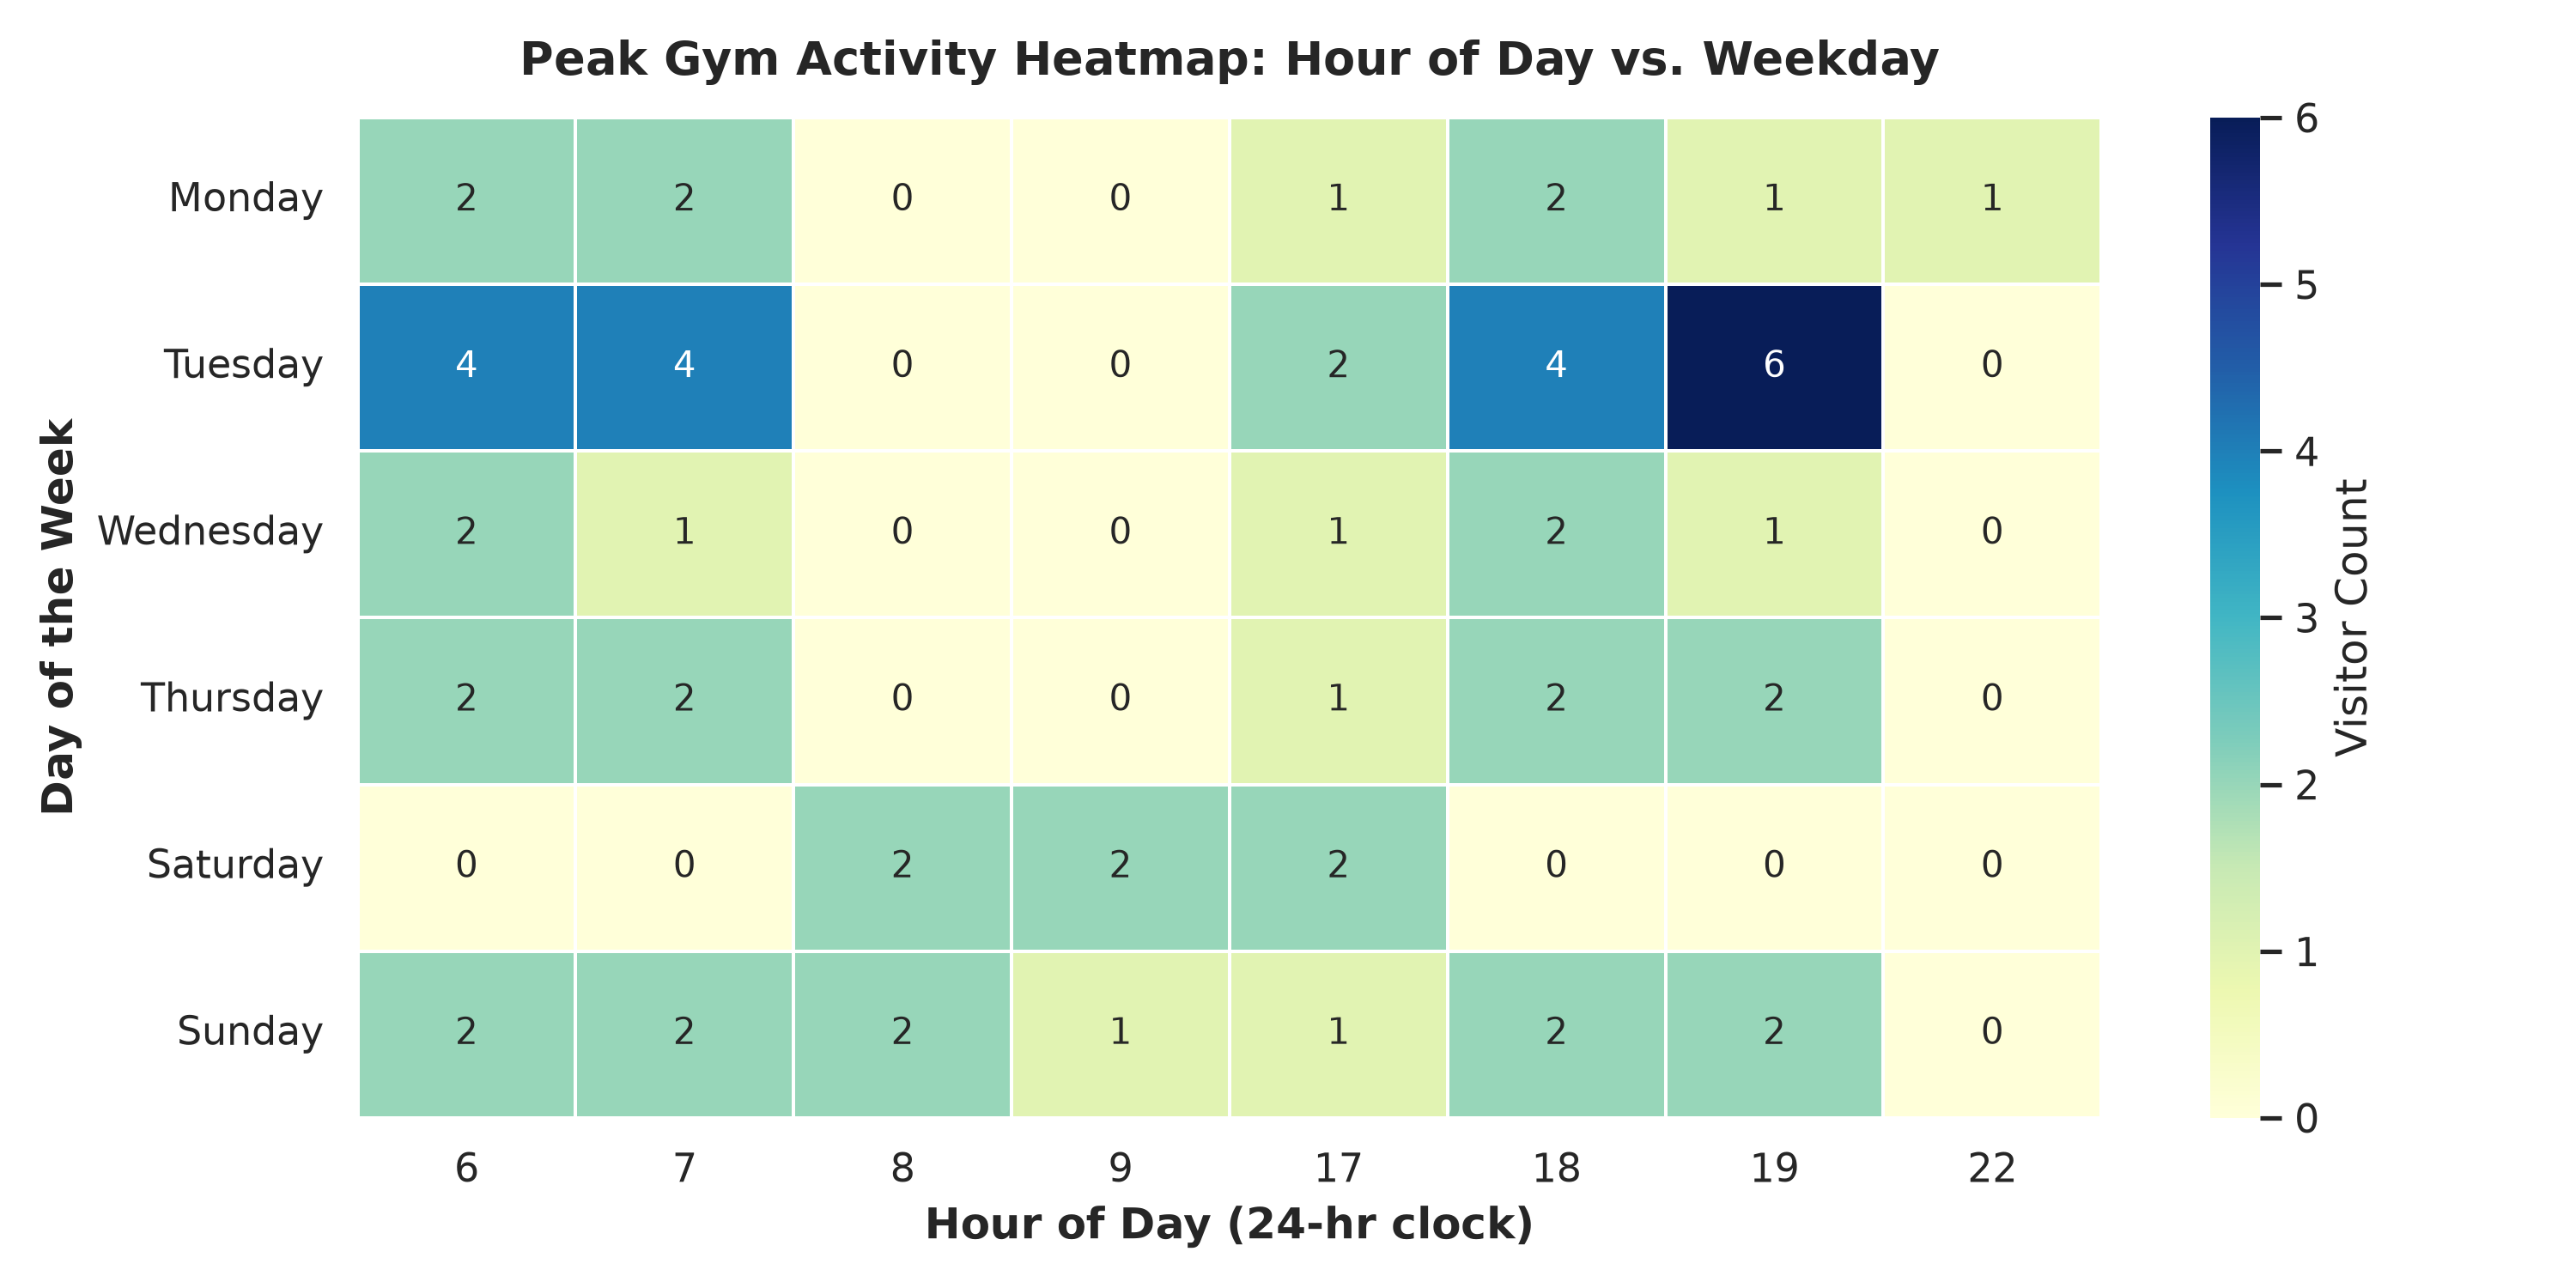 Peak Gym Activity Heatmap: Hour of Day vs. Weekday
Monday 2 2 0 0 1 2 1 1
Tuesday 4 4 0 0 2 4 6 0
Wednesday 2 1 0 0 1 2 1 0
Thursday 2 2 0 0 1 2 2 0
Saturday 0 0 2 2 2 0 0 0
Sunday 2 2 2 1 1 2 2 0
6 7 8 9 17 18 19 22
Hour of Day (24-hr clock)
Day of the Week
6
5
4
3
2
1
0
Visitor Count